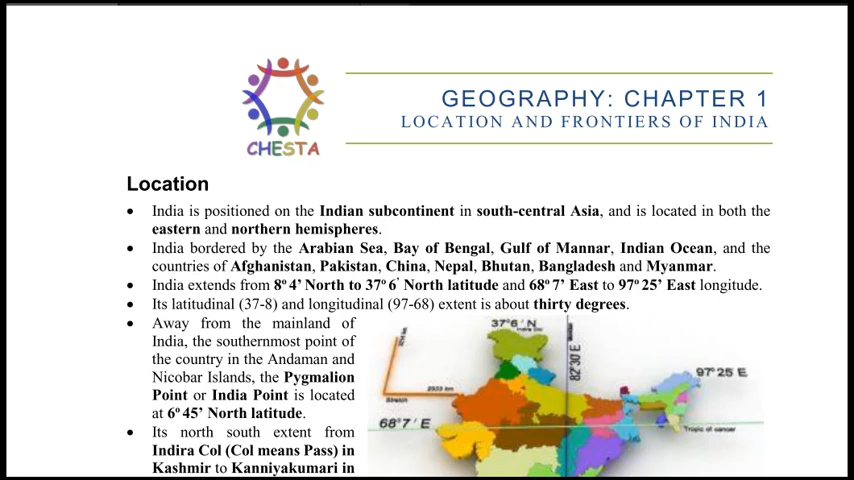 CHESTA
GEOGRAPHY: CHAPTER 1
LOCATION AND FRONTIERS OF INDIA
Location
• India is positioned on the Indian subcontinent in south-central Asia, and is located in both the
eastern and northern hemispheres.
• India bordered by the Arabian Sea, Bay of Bengal, Gulf of Mannar, Indian Ocean, and the
countries of Afghanistan, Pakistan, China, Nepal, Bhutan, Bangladesh and Myanmar.
• India extends from 8º 4’ North to 37º 6’ North latitude and 68º 7’ East to 97º 25’ East longitude.
• Its latitudinal (37-8) and longitudinal (97-68) extent is about thirty degrees.
• Away from the mainland of
India, the southernmost point of
the country in the Andaman and
Nicobar Islands, the Pygmalion
Point or India Point is located
at 6º 45’ North latitude.
• Its north south extent from
Indira Col (Col means Pass) in
Kashmir to Kanniyakumari in
37°6' N
Indira Col
82°30 E
97°25 E
2933 km
Stretch
68°7' E
Tropic of cancer